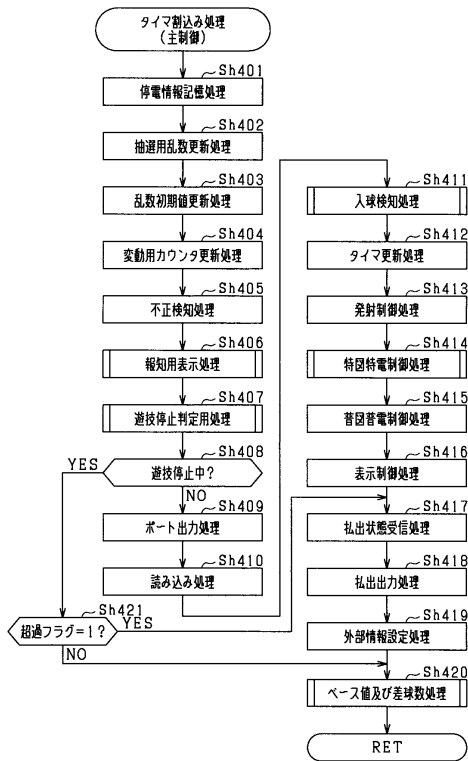 タイマ割込み処理
(主制御)
Sh401
停電情報記憶処理
Sh402
抽選用乱数更新処理
Sh403
乱数初期値更新処理
Sh404
変動用カウンタ更新処理
Sh405
不正検知処理
Sh406
報知用表示処理
Sh407
遊技停止判定用処理
Sh408
YES
遊技停止中?
NO
Sh409
ポート出力処理
Sh410
読み込み処理
Sh421
超過フラグ=1?
YES
NO
Sh411
入球検知処理
Sh412
タイマ更新処理
Sh413
発射制御処理
Sh414
特図特電制御処理
Sh415
普図普電制御処理
Sh416
表示制御処理
Sh417
払出状態受信処理
Sh418
払出出力処理
Sh419
外部情報設定処理
Sh420
ベース値及び差球数処理
RET